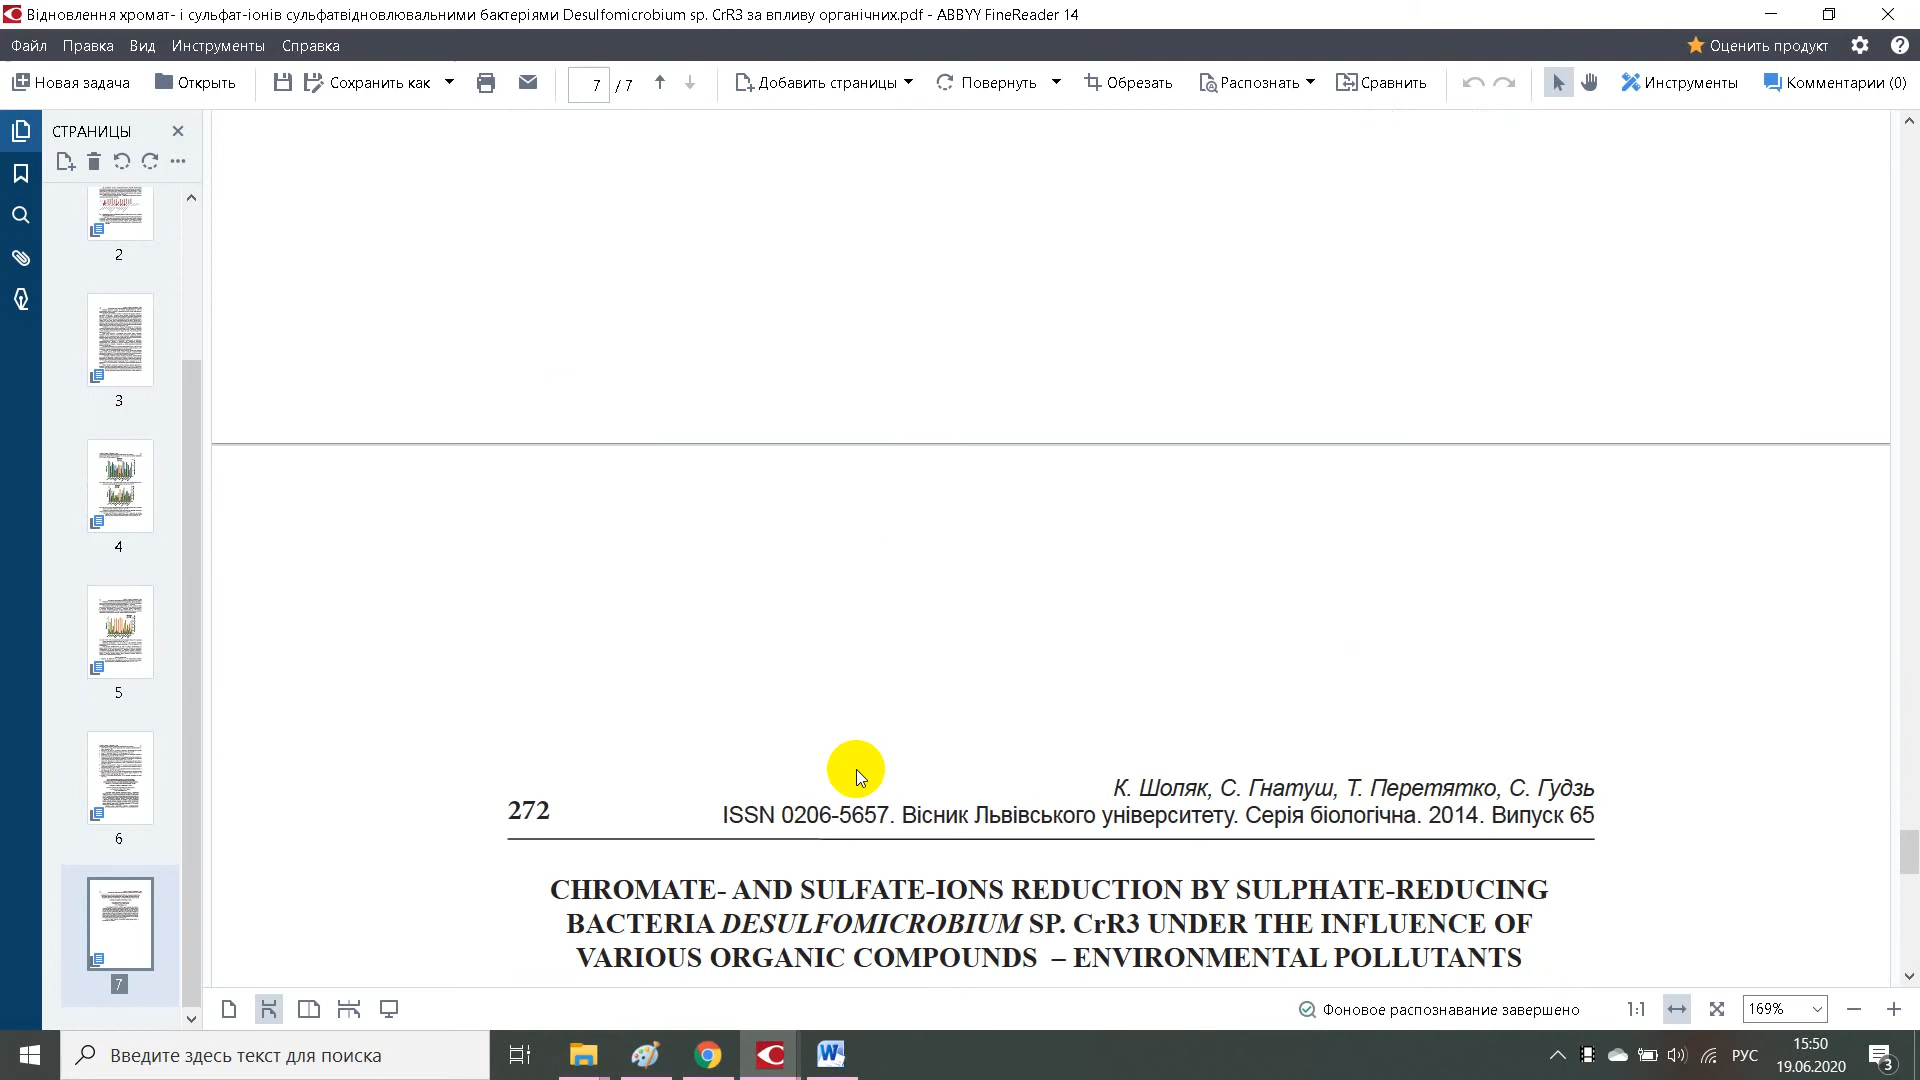 Відновлення хромат- і сульфат-іонів сульфатвідновлювальними бактеріями Desulfomicrobium sp. CrR3 за впливу органічних.pdf - ABBYY FineReader 14
Файл Правка Вид Инструменты Справка
Оценить продукт
Новая задача Открыть Сохранить как 7 / 7 Добавить страницы Повернуть Обрезать Распознать Сравнить Инструменты Комментарии (0)
СТРАНИЦЫ
2
3
4
5
6
7
К. Шоляк, С. Гнатуш, Т. Перетятко, С. Гудзь
272 ISSN 0206-5657. Вісник Львівського університету. Серія біологічна. 2014. Випуск 65
CHROMATE- AND SULFATE-IONS REDUCTION BY SULPHATE-REDUCING
BACTERIA DESULFOMICROBIUM SP. CrR3 UNDER THE INFLUENCE OF
VARIOUS ORGANIC COMPOUNDS – ENVIRONMENTAL POLLUTANTS
Фоновое распознавание завершено 1:1 169%
Введите здесь текст для поиска
РУС
15:50
19.06.2020
3